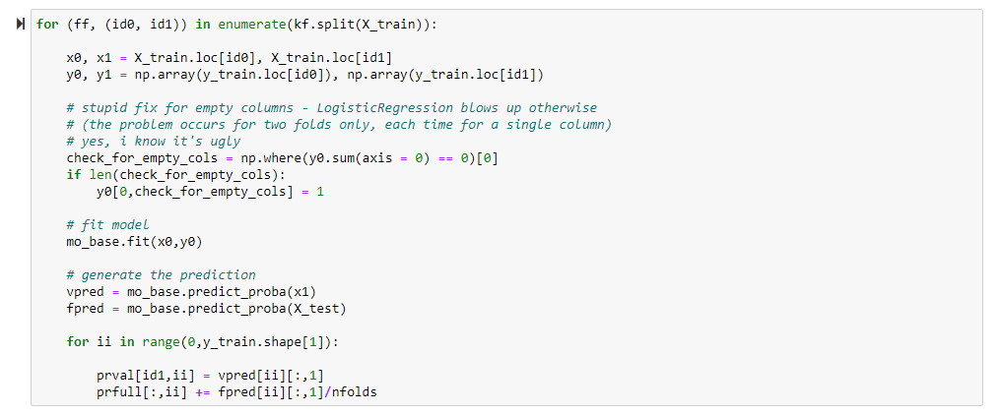 for (ff, (id0, id1)) in enumerate(kf.split(X_train)):
x0, x1 = X_train.loc[id0], X_train.loc[id1]
y0, y1 = np.array(y_train.loc[id0]), np.array(y_train.loc[id1])
# stupid fix for empty columns - LogisticRegression blows up otherwise
# (the problem occurs for two folds only, each time for a single column)
# yes, i know it's ugly
check_for_empty_cols = np.where(y0.sum(axis = 0) == 0)[0]
if len(check_for_empty_cols):
y0[0,check_for_empty_cols] = 1
# fit model
mo_base.fit(x0,y0)
# generate the prediction
vpred = mo_base.predict_proba(x1)
fpred = mo_base.predict_proba(X_test)
for ii in range(0,y_train.shape[1]):
prval[id1,ii] = vpred[ii][:,1]
prfull[:,ii] += fpred[ii][:,1]/nfolds